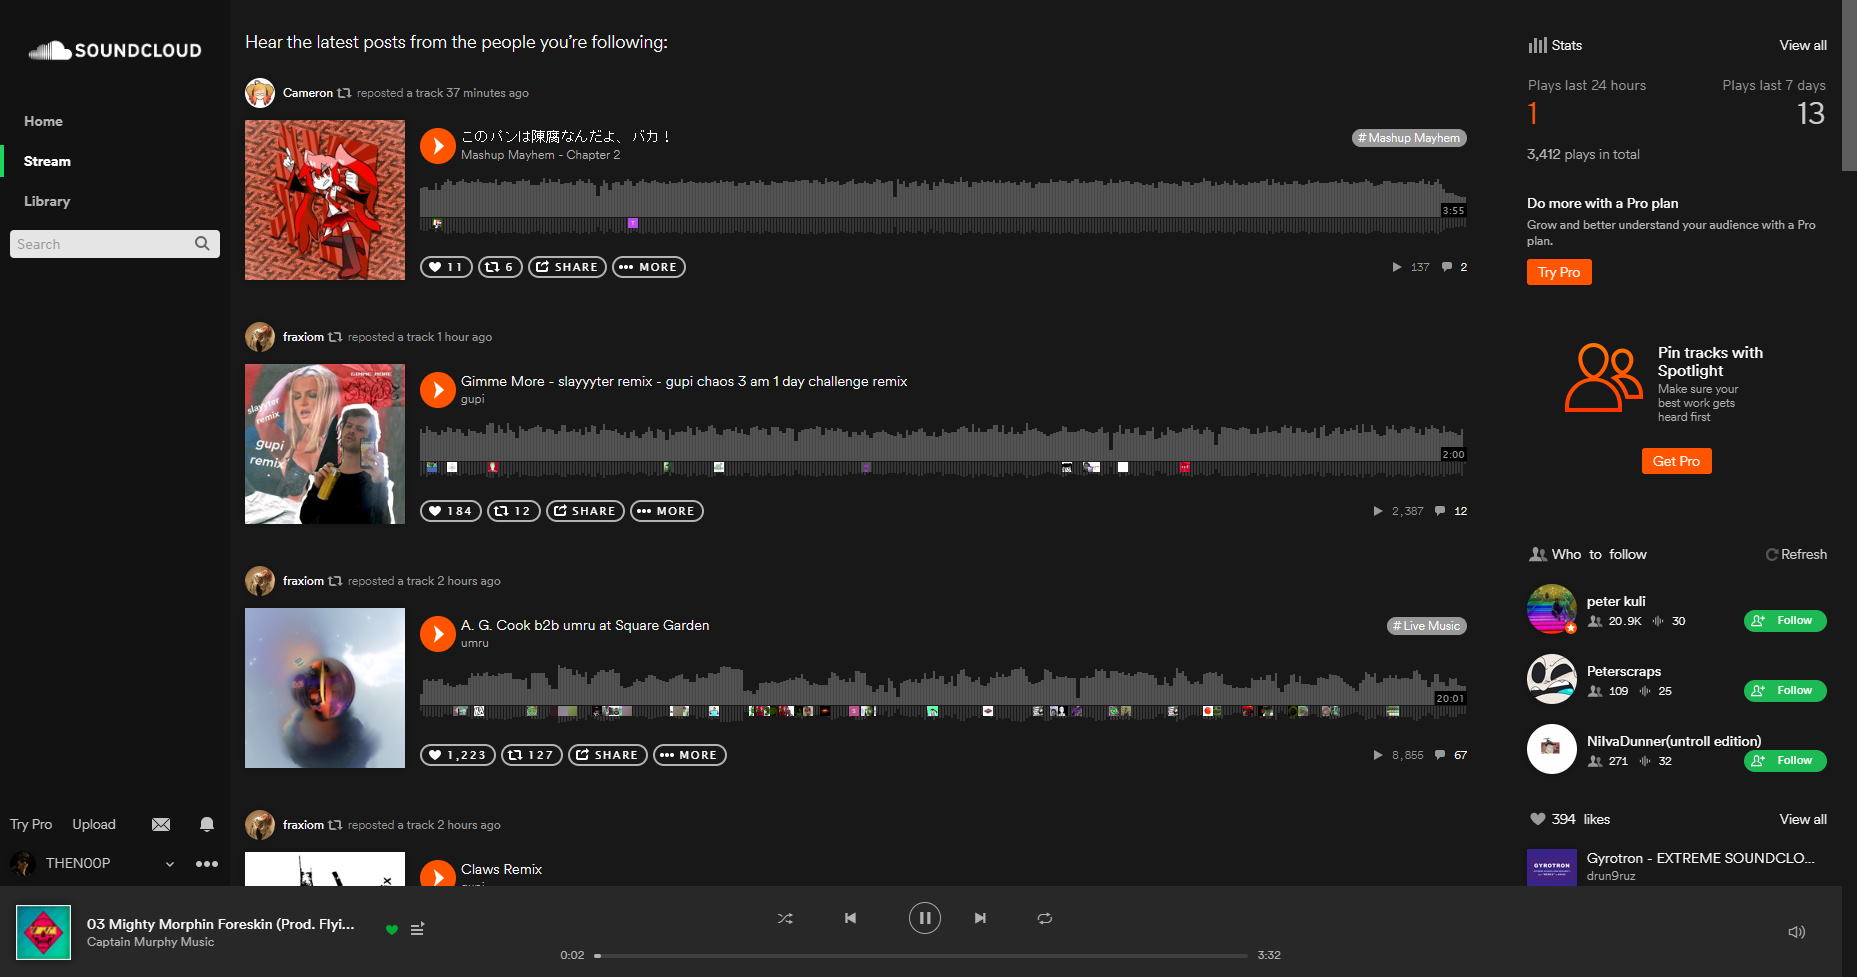 SOUNDCLOUD
Home
Stream
Library
Search
Try Pro
Upload
THENOOP
Hear the latest posts from the people you're following:
Cameron reposted a track 37 minutes ago
このパンは陳腐なんだよ、バカ！
# Mashup Mayhem
Mashup Mayhem - Chapter 2
3:55
11
6
SHARE
MORE
137
2
fraxiom reposted a track 1 hour ago
GIMME MORE
slayyyter
remix
gupi
remix
Gimme More - slayyyter remix - gupi chaos 3 am 1 day challenge remix
gupi
2:00
184
12
SHARE
MORE
2,387
12
fraxiom reposted a track 2 hours ago
A. G. Cook b2b umru at Square Garden
# Live Music
umru
20:01
1,223
127
SHARE
MORE
8,855
67
fraxiom reposted a track 2 hours ago
Claws Remix
gupi
Stats
View all
Plays last 24 hours
Plays last 7 days
1
13
3,412 plays in total
Do more with a Pro plan
Grow and better understand your audience with a Pro
plan.
Try Pro
Pin tracks with
Spotlight
Make sure your
best work gets
heard first
Get Pro
Who to follow
Refresh
peter kuli
20.9K
30
Follow
Peterscraps
109
25
Follow
NilvaDunner(untroll edition)
271
32
Follow
394 likes
View all
GYROTRON
Gyrotron - EXTREME SOUNDCLO...
drun9ruz
03 Mighty Morphin Foreskin (Prod. Flyi...
Captain Murphy Music
0:02
3:32